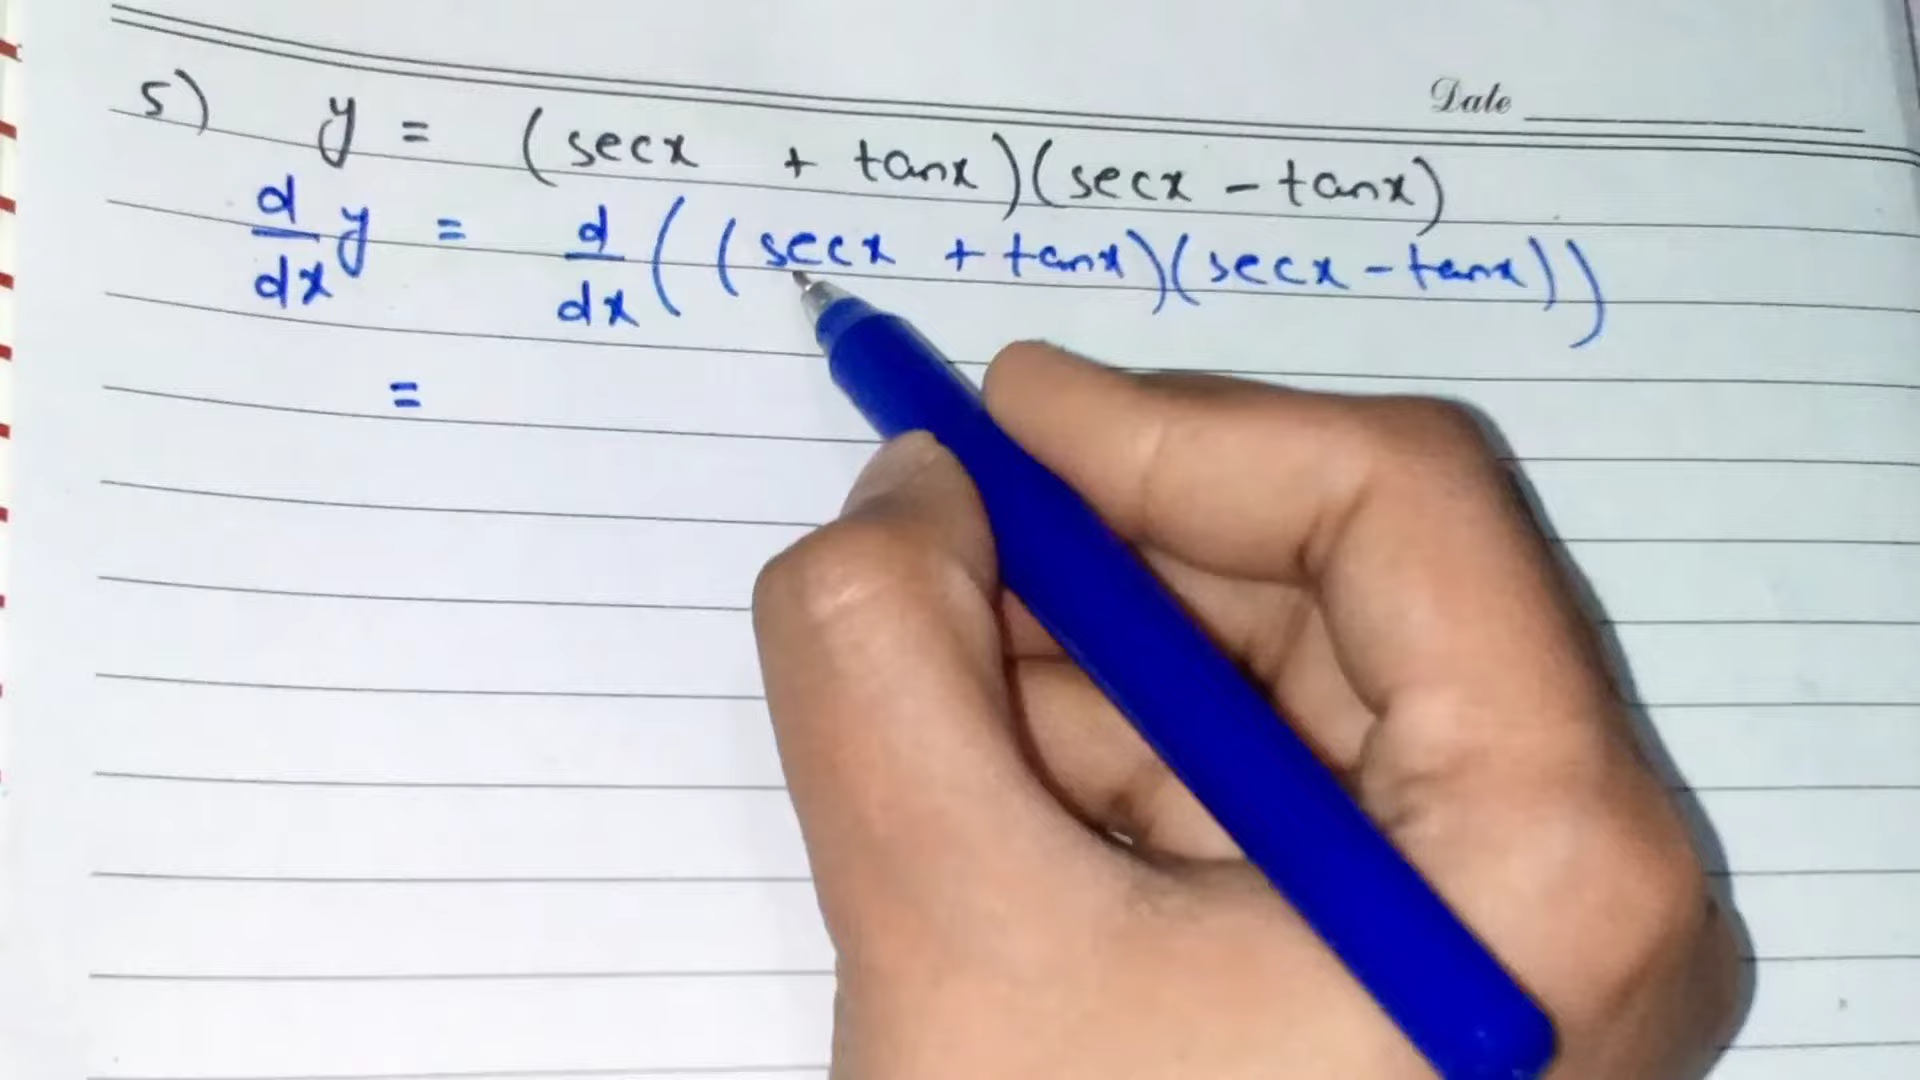 Date
5) y = (secx + tanx)(secx - tanx)
d/dx y = d/dx ((secx + tanx)(secx - tanx))
=